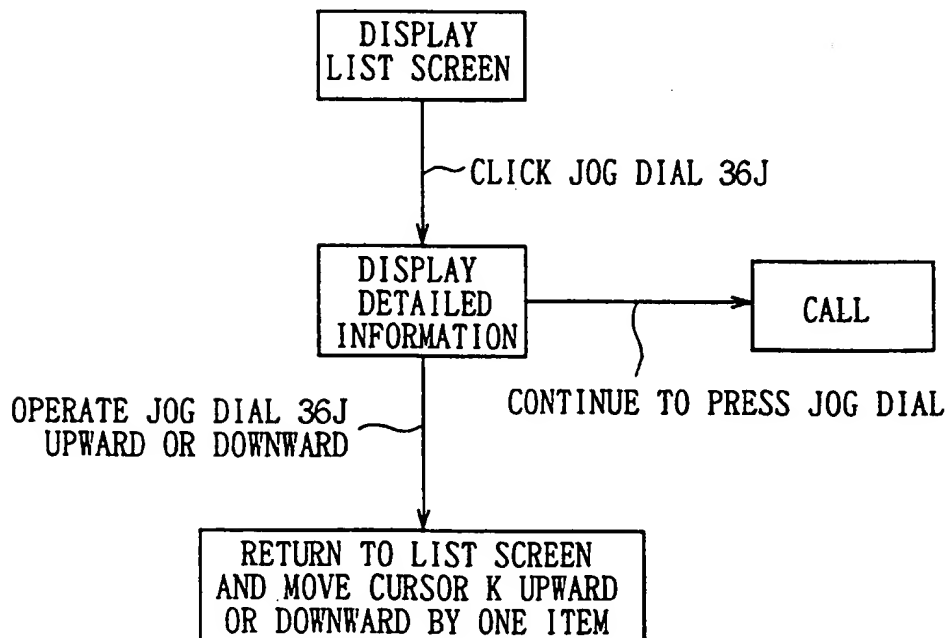 DISPLAY
LIST SCREEN
CLICK JOG DIAL 36J
DISPLAY
DETAILED
INFORMATION
CALL
CONTINUE TO PRESS JOG DIAL
OPERATE JOG DIAL 36J
UPWARD OR DOWNWARD
RETURN TO LIST SCREEN
AND MOVE CURSOR K UPWARD
OR DOWNWARD BY ONE ITEM